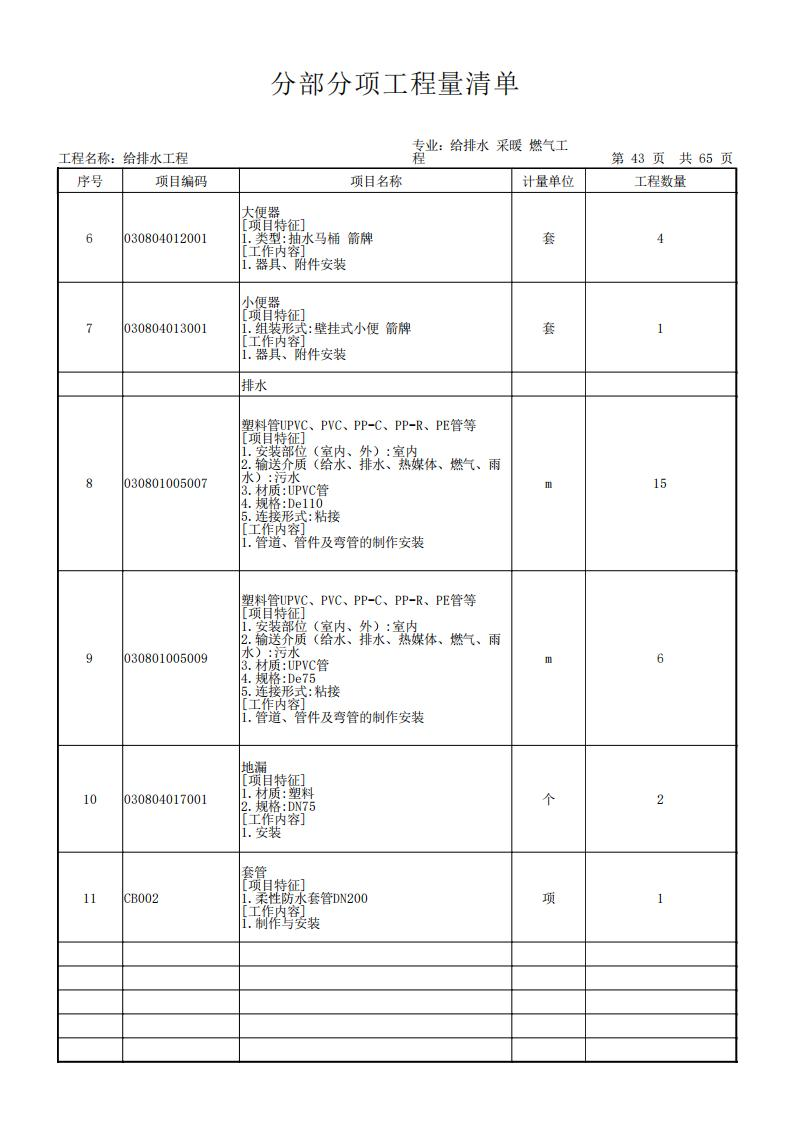 分部分项工程量清单
专业：给排水 采暖 燃气工
工程名称：给排水工程 程 第 43 页 共 65 页
序号 项目编码 项目名称 计量单位 工程数量
大便器
[项目特征]
6 030804012001 1.类型:抽水马桶 箭牌 套 4
[工作内容]
1.器具、附件安装
小便器
[项目特征]
7 030804013001 1.组装形式:壁挂式小便 箭牌 套 1
[工作内容]
1.器具、附件安装
排水
塑料管UPVC、PVC、PP-C、PP-R、PE管等
[项目特征]
1.安装部位（室内、外）:室内
2.输送介质（给水、排水、热媒体、燃气、雨
水）:污水
8 030801005007 m 15
3.材质:UPVC管
4.规格:De110
5.连接形式:粘接
[工作内容]
1.管道、管件及弯管的制作安装
塑料管UPVC、PVC、PP-C、PP-R、PE管等
[项目特征]
1.安装部位（室内、外）:室内
2.输送介质（给水、排水、热媒体、燃气、雨
水）:污水
9 030801005009 m 6
3.材质:UPVC管
4.规格:De75
5.连接形式:粘接
[工作内容]
1.管道、管件及弯管的制作安装
地漏
[项目特征]
1.材质:塑料
10 030804017001 个 2
2.规格:DN75
[工作内容]
1.安装
套管
[项目特征]
11 CB002 1.柔性防水套管DN200 项 1
[工作内容]
1.制作与安装